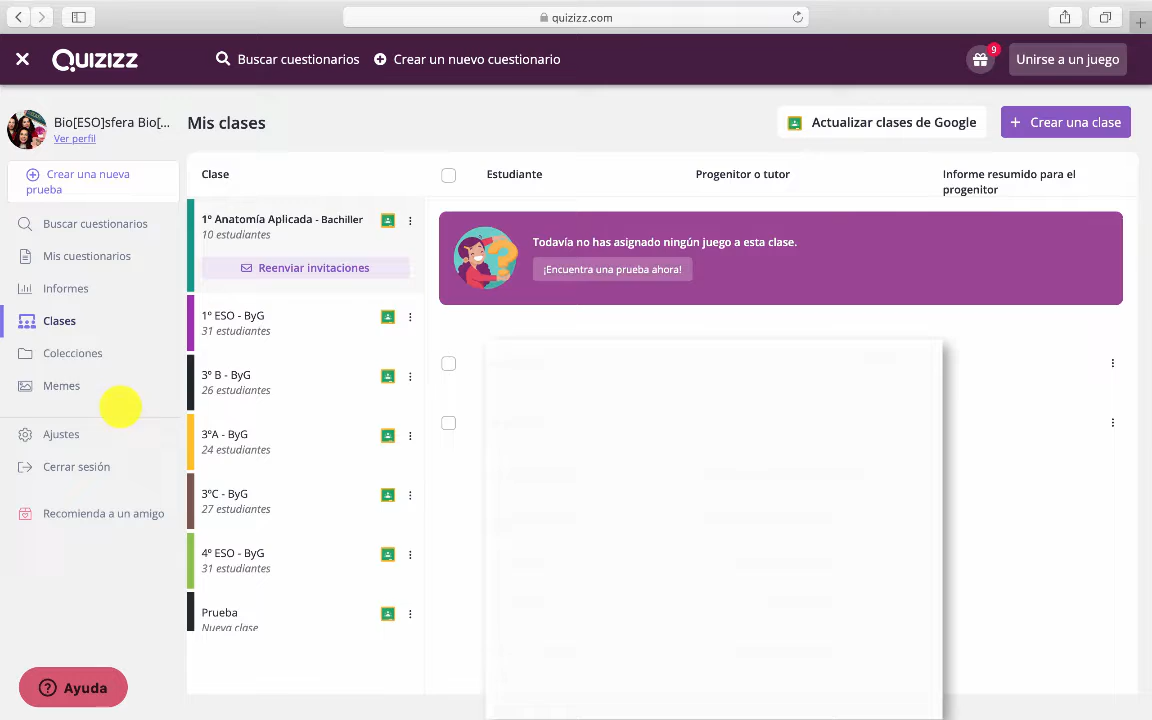 quizizz.com
QUIZIZZ
Buscar cuestionarios
Crear un nuevo cuestionario
9
Unirse a un juego
Bio[ESO]sfera Bio[...
Ver perfil
Mis clases
Actualizar clases de Google
+ Crear una clase
Crear una nueva
prueba
Buscar cuestionarios
Mis cuestionarios
Informes
Clases
Colecciones
Memes
Ajustes
Cerrar sesión
Recomienda a un amigo
Ayuda
Clase
Estudiante
Progenitor o tutor
Informe resumido para el
progenitor
1º Anatomía Aplicada - Bachiller
10 estudiantes
Reenviar invitaciones
1º ESO - ByG
31 estudiantes
3º B - ByG
26 estudiantes
3ºA - ByG
24 estudiantes
3ºC - ByG
27 estudiantes
4º ESO - ByG
31 estudiantes
Prueba
Nueva clase
Todavía no has asignado ningún juego a esta clase.
¡Encuentra una prueba ahora!